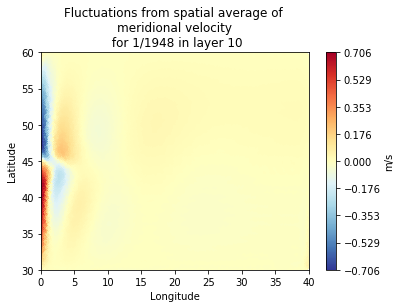 Fluctuations from spatial average of
meridional velocity
for 1/1948 in layer 10
60
55
50
45
40
35
30
Latitude
0 5 10 15 20 25 30 35 40
Longitude
0.706
0.529
0.353
0.176
0.000
−0.176
−0.353
−0.529
−0.706
m/s